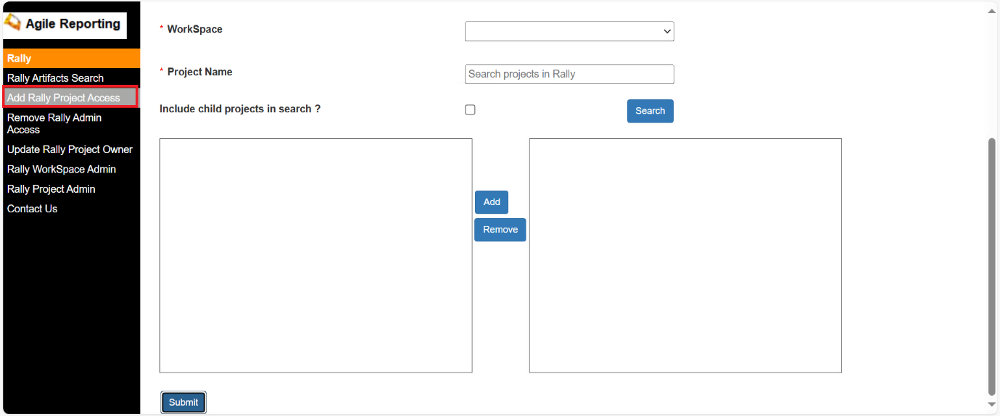 Agile Reporting
Rally
Rally Artifacts Search
Add Rally Project Access
Remove Rally Admin
Access
Update Rally Project Owner
Rally WorkSpace Admin
Rally Project Admin
Contact Us
* WorkSpace
* Project Name
Search projects in Rally
Include child projects in search ?
Search
Add
Remove
Submit